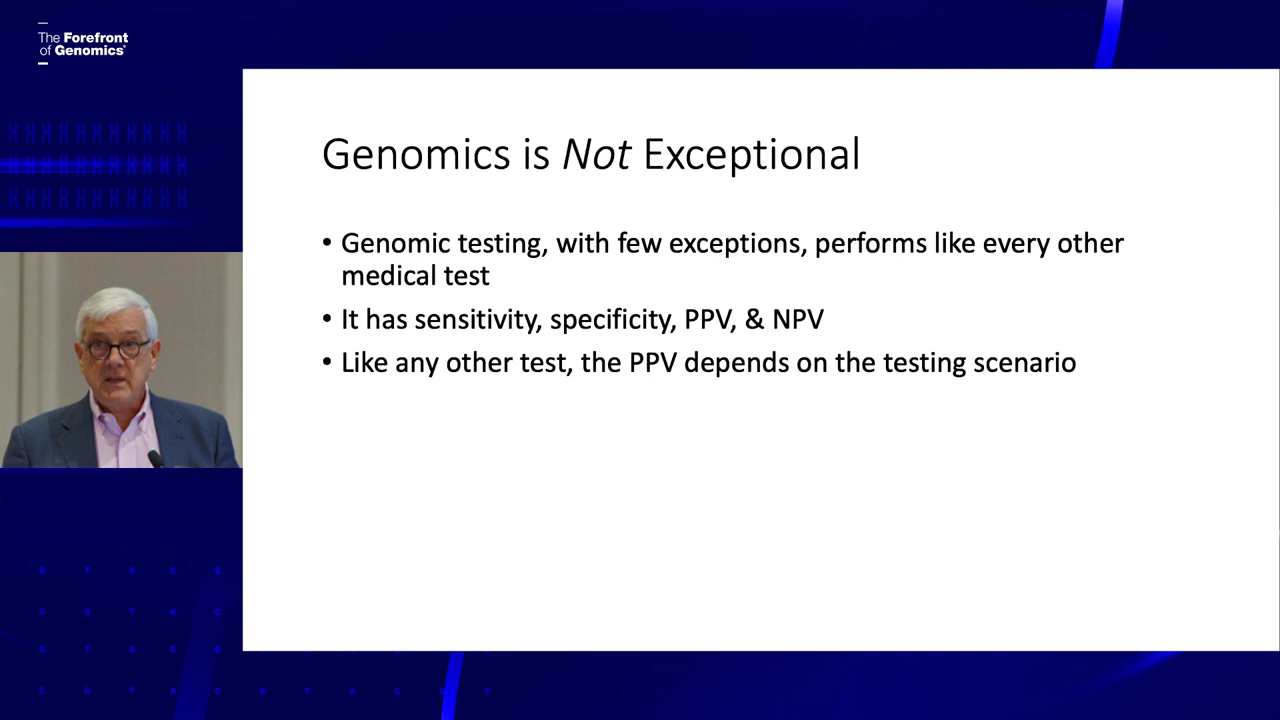 The Forefront
of Genomics®
Genomics is Not Exceptional
• Genomic testing, with few exceptions, performs like every other
medical test
• It has sensitivity, specificity, PPV, & NPV
• Like any other test, the PPV depends on the testing scenario